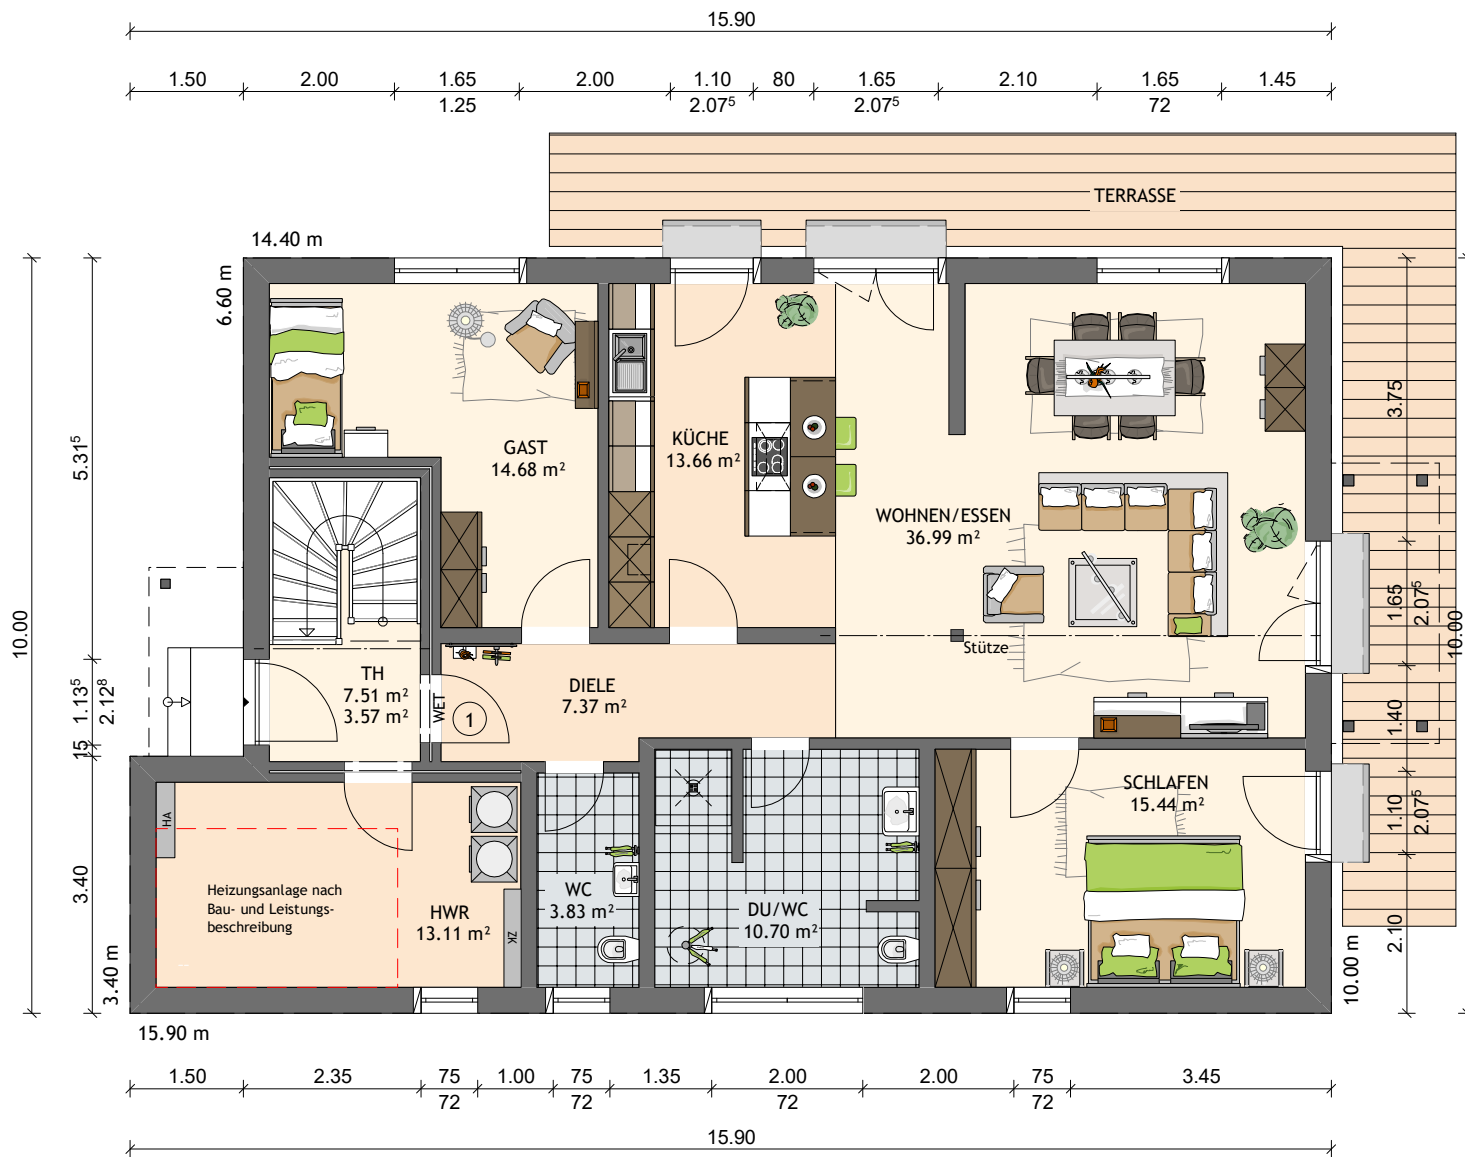 15.90
1.50 2.00 1.65 2.00 1.10 80 1.65 2.10 1.65 1.45
1.25 2.07⁵ 2.07⁵ 72
TERRASSE
14.40 m
6.60 m
10.00
5.31⁵
1.13⁵
2.12⁸
15
3.40
GAST
14.68 m²
KÜCHE
13.66 m²
WOHNEN/ESSEN
36.99 m²
Stütze
TH
7.51 m²
3.57 m²
WET
1
DIELE
7.37 m²
SCHLAFEN
15.44 m²
HA
Heizungsanlage nach
Bau- und Leistungs-
beschreibung
HWR
13.11 m²
ZK
WC
3.83 m²
DU/WC
10.70 m²
3.75
1.65
2.07⁵
1.40
1.10
2.07⁵
2.10
10.00
3.40 m
15.90 m
10.00 m
1.50 2.35 75 1.00 75 1.35 2.00 2.00 75 3.45
72 72 72 72
15.90